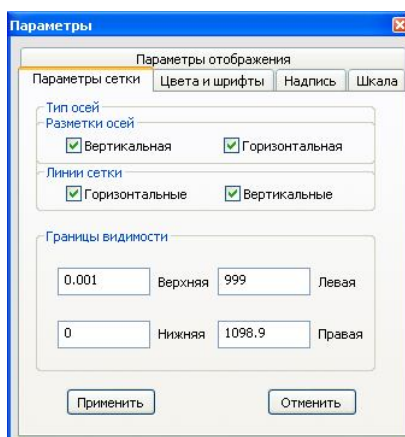 Параметры
Параметры отображения
Параметры сетки Цвета и шрифты Надпись Шкала
Тип осей
Разметки осей
Вертикальная Горизонтальная
Линии сетки
Горизонтальные Вертикальные
Границы видимости
0.001 Верхняя 999 Левая
0 Нижняя 1098.9 Правая
Применить Отменить